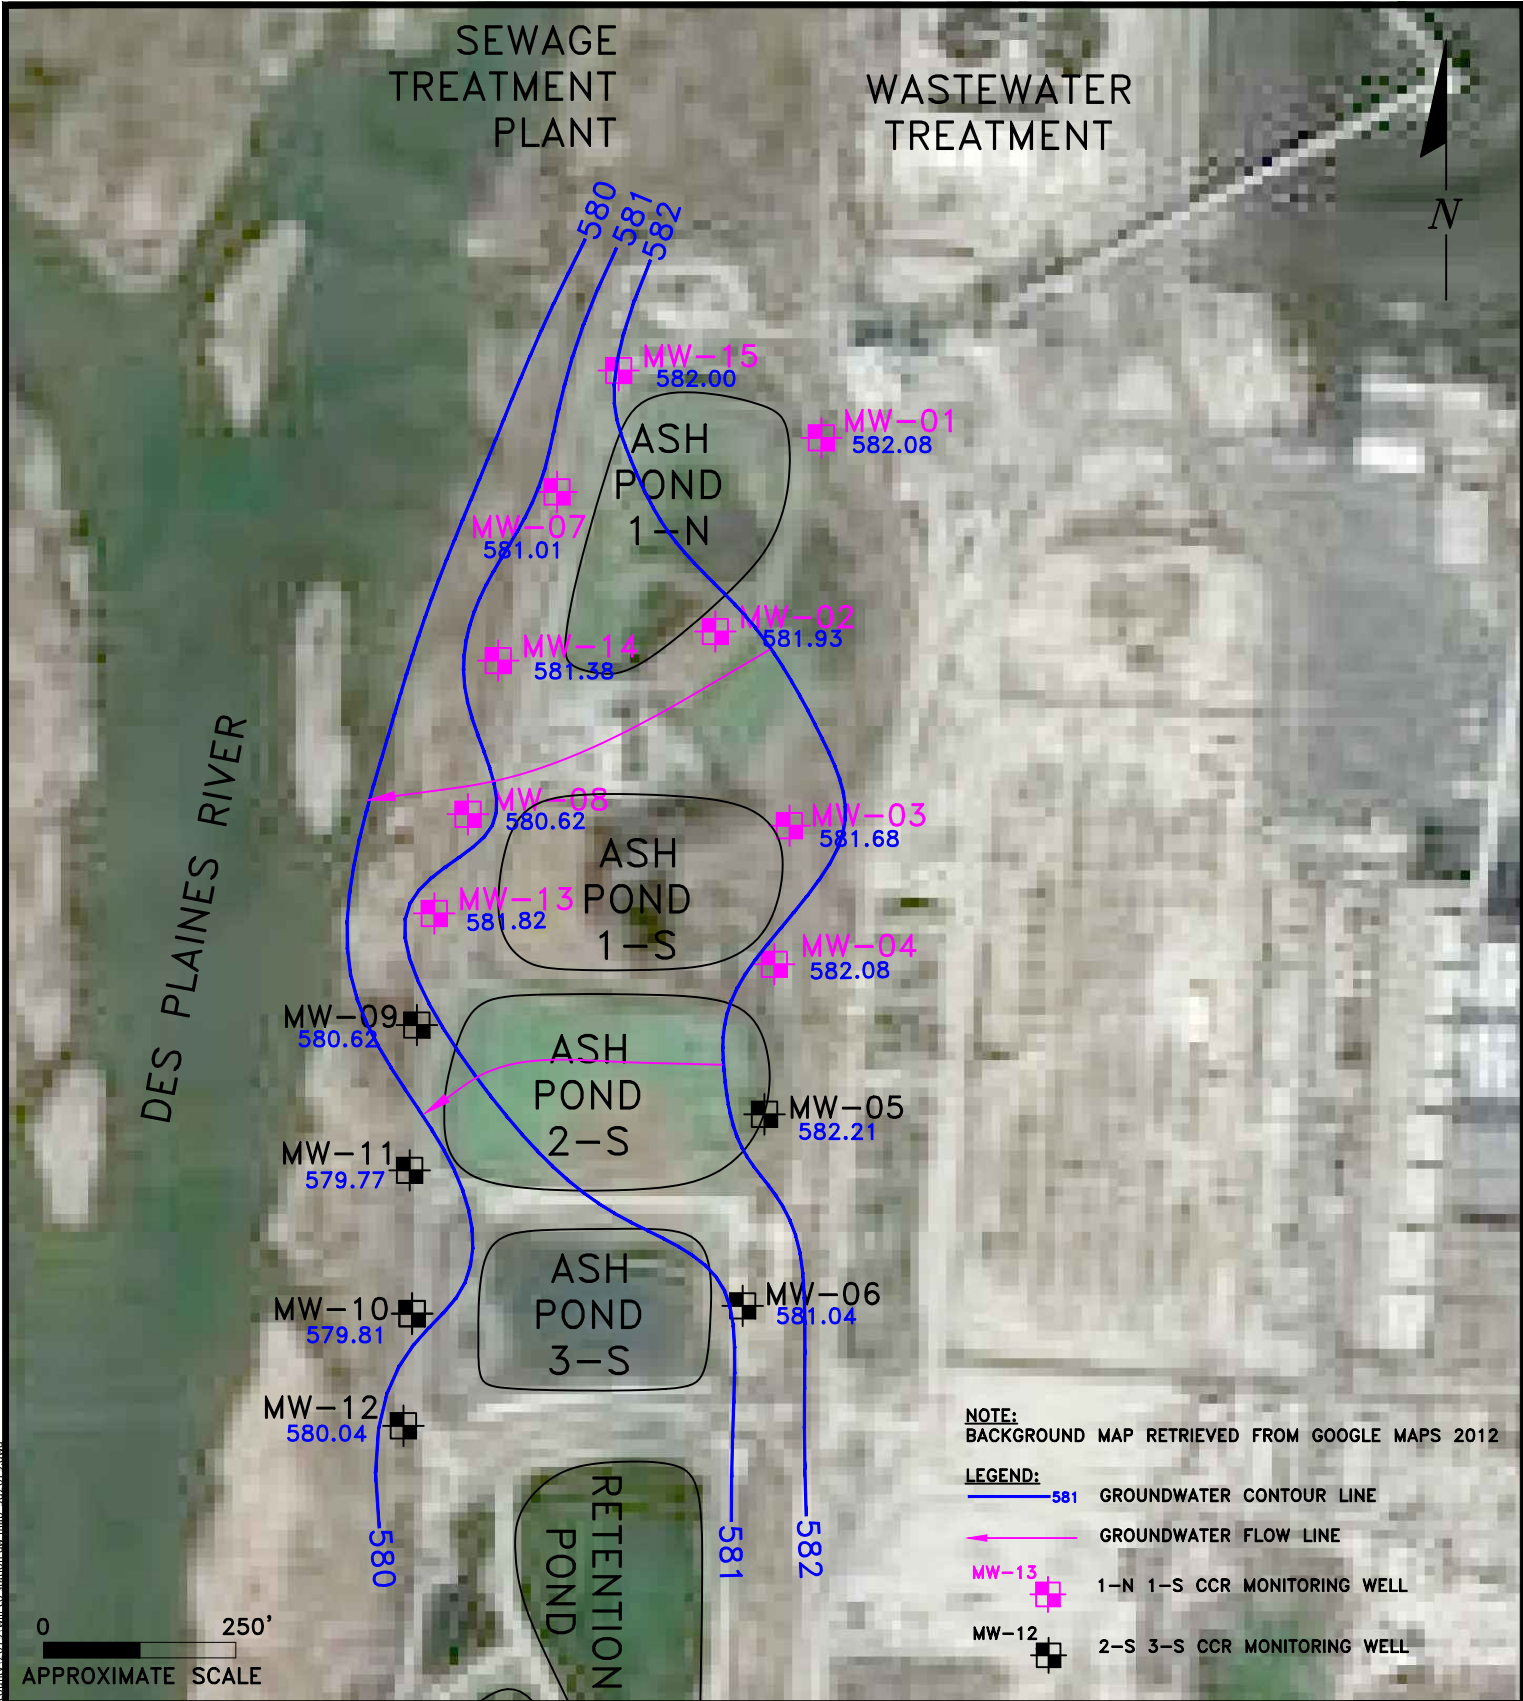 SEWAGE
TREATMENT
PLANT
WASTEWATER
TREATMENT
N
580
581
582
MW-15
582.00
MW-01
582.08
ASH
POND
1-N
MW-07
581.01
MW-02
581.93
MW-14
581.38
DES PLAINES RIVER
MW-08
580.62
MW-03
581.68
ASH
POND
1-S
MW-13
581.82
MW-04
582.08
MW-09
580.62
ASH
POND
2-S
MW-05
582.21
MW-11
579.77
ASH
POND
3-S
MW-06
581.04
MW-10
579.81
MW-12
580.04
580
581
582
RETENTION
POND
NOTE:
BACKGROUND MAP RETRIEVED FROM GOOGLE MAPS 2012
LEGEND:
581 GROUNDWATER CONTOUR LINE
GROUNDWATER FLOW LINE
MW-13 1-N 1-S CCR MONITORING WELL
MW-12 2-S 3-S CCR MONITORING WELL
0 250'
APPROXIMATE SCALE